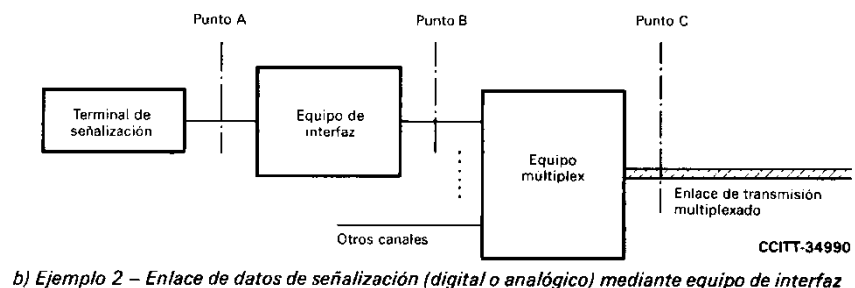 Punto A
Punto B
Punto C
Terminal de
señalización
Equipo de
interfaz
Equipo
múltiplex
Enlace de transmisión
multiplexado
Otros canales
CCITT-34990
b) Ejemplo 2 – Enlace de datos de señalización (digital o analógico) mediante equipo de interfaz